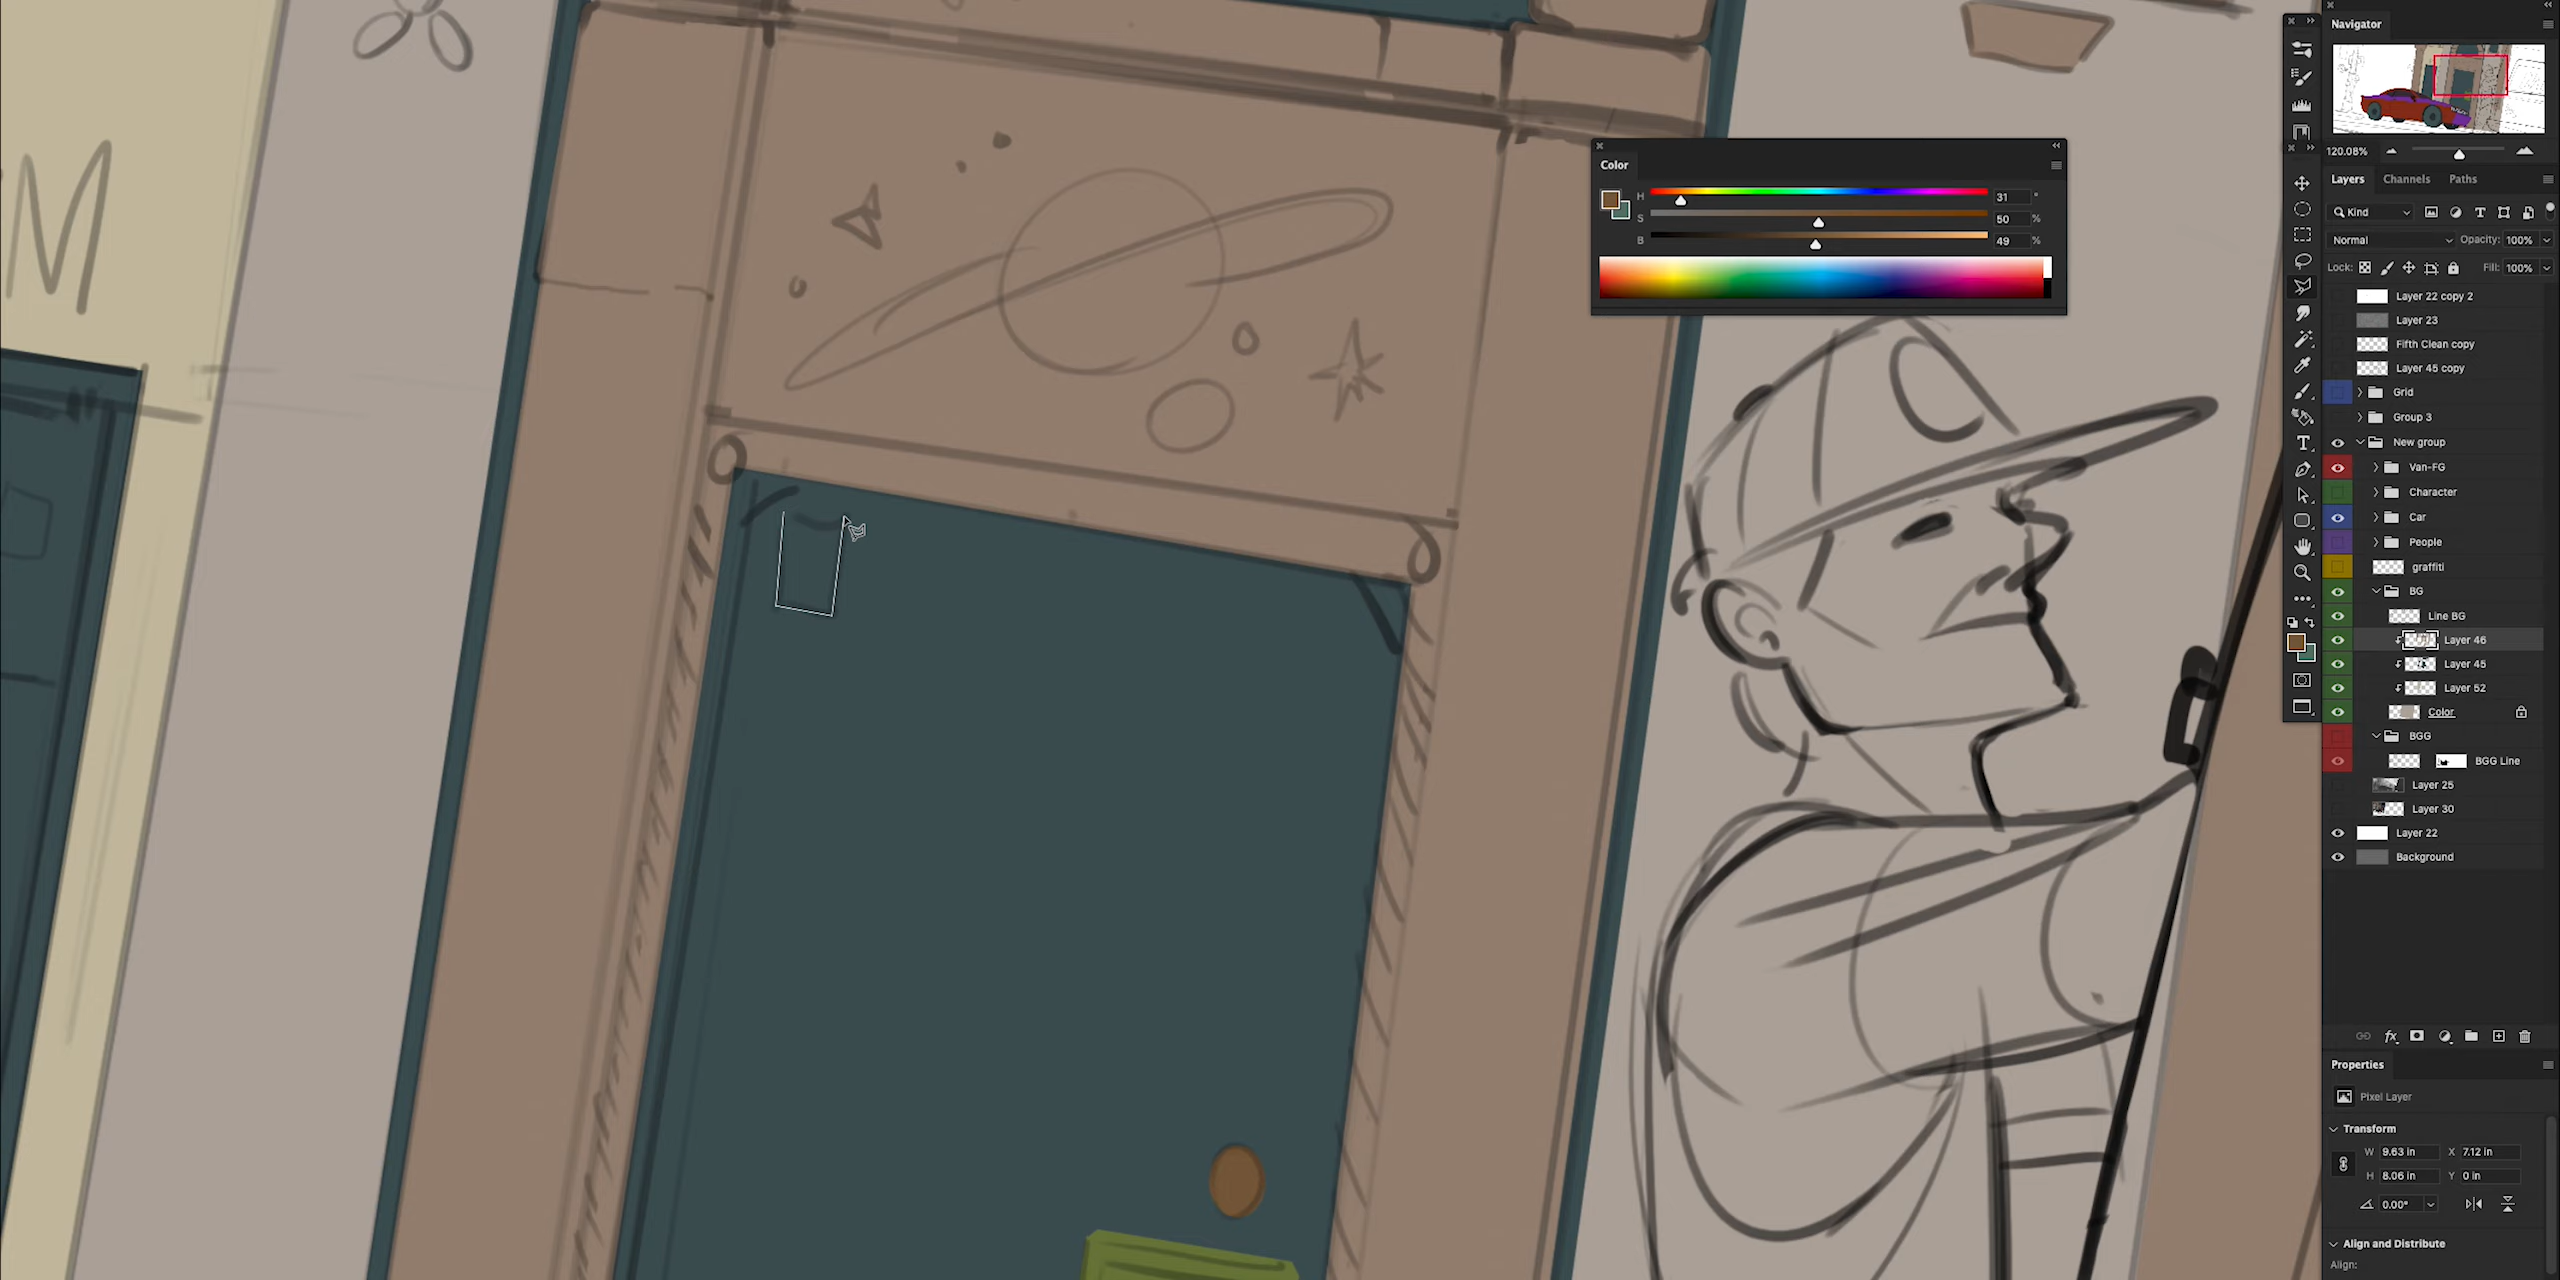 M
Color
H 31 °
S 50 %
B 49 %
Navigator
120.08%
Layers Channels Paths
Kind
Normal Opacity: 100%
Lock: Fill: 100%
Layer 22 copy 2
Layer 23
Fifth Clean copy
Layer 45 copy
Grid
Group 3
New group
Van-FG
Character
Car
People
graffiti
BG
Line BG
Layer 46
Layer 45
Layer 52
Color
BGG
BGG Line
Layer 25
Layer 30
Layer 22
Background
fx
Properties
Pixel Layer
Transform
W 9.63 in X 7.12 in
H 8.06 in Y 0 in
0.00°
Align and Distribute
Align: